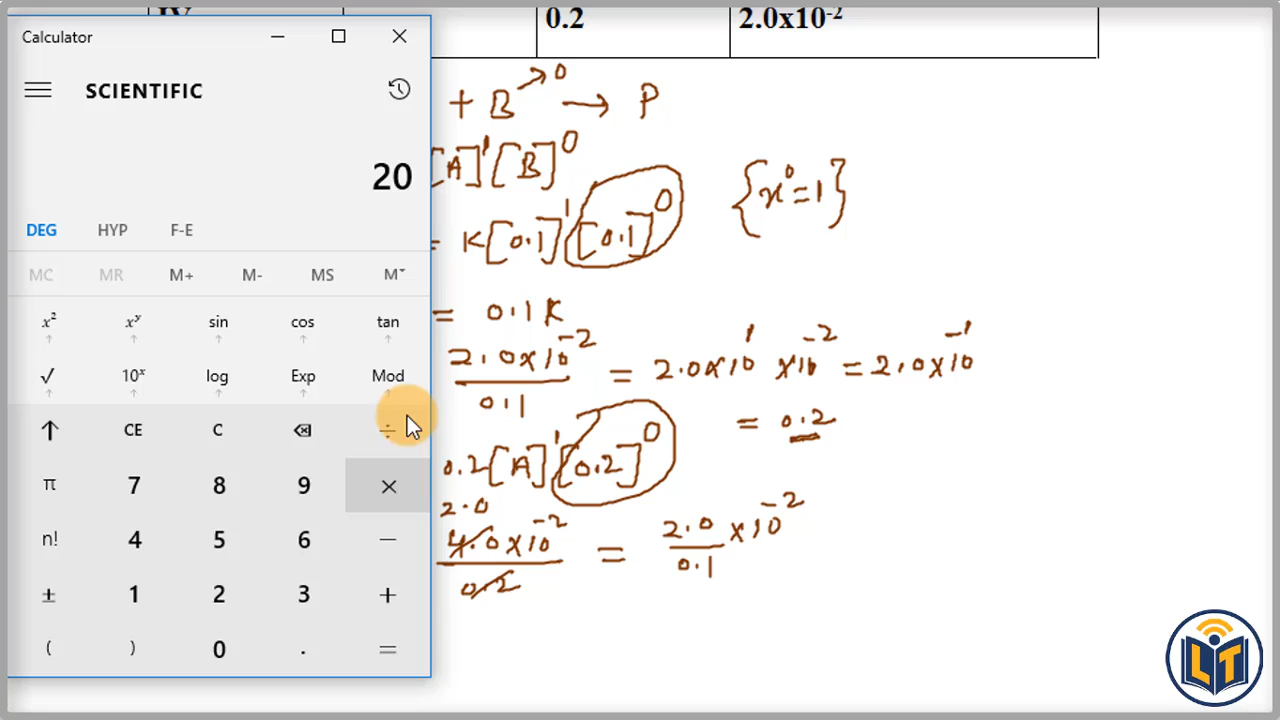 IV 0.2 2.0x10⁻²
Calculator
SCIENTIFIC
20
DEG HYP F-E
MC MR M+ M- MS M˅
x² xʸ sin cos tan
√ 10ˣ log Exp Mod
↑ CE C ⌫ ÷
π 7 8 9 ×
n! 4 5 6 −
± 1 2 3 +
( ) 0 . =
+ B → 0 → P
[A]¹[B]⁰
= K[0.1]¹[0.1]⁰ {x⁰=1}
= 0.1K
2.0x10⁻² / 0.1 = 2.0x10¹ x10⁻² = 2.0x10⁻¹
= 0.2
0.2[A]¹[0.2]⁰
2.0
4.0x10⁻² / 0.2 = 2.0 / 0.1 x10⁻²
LT